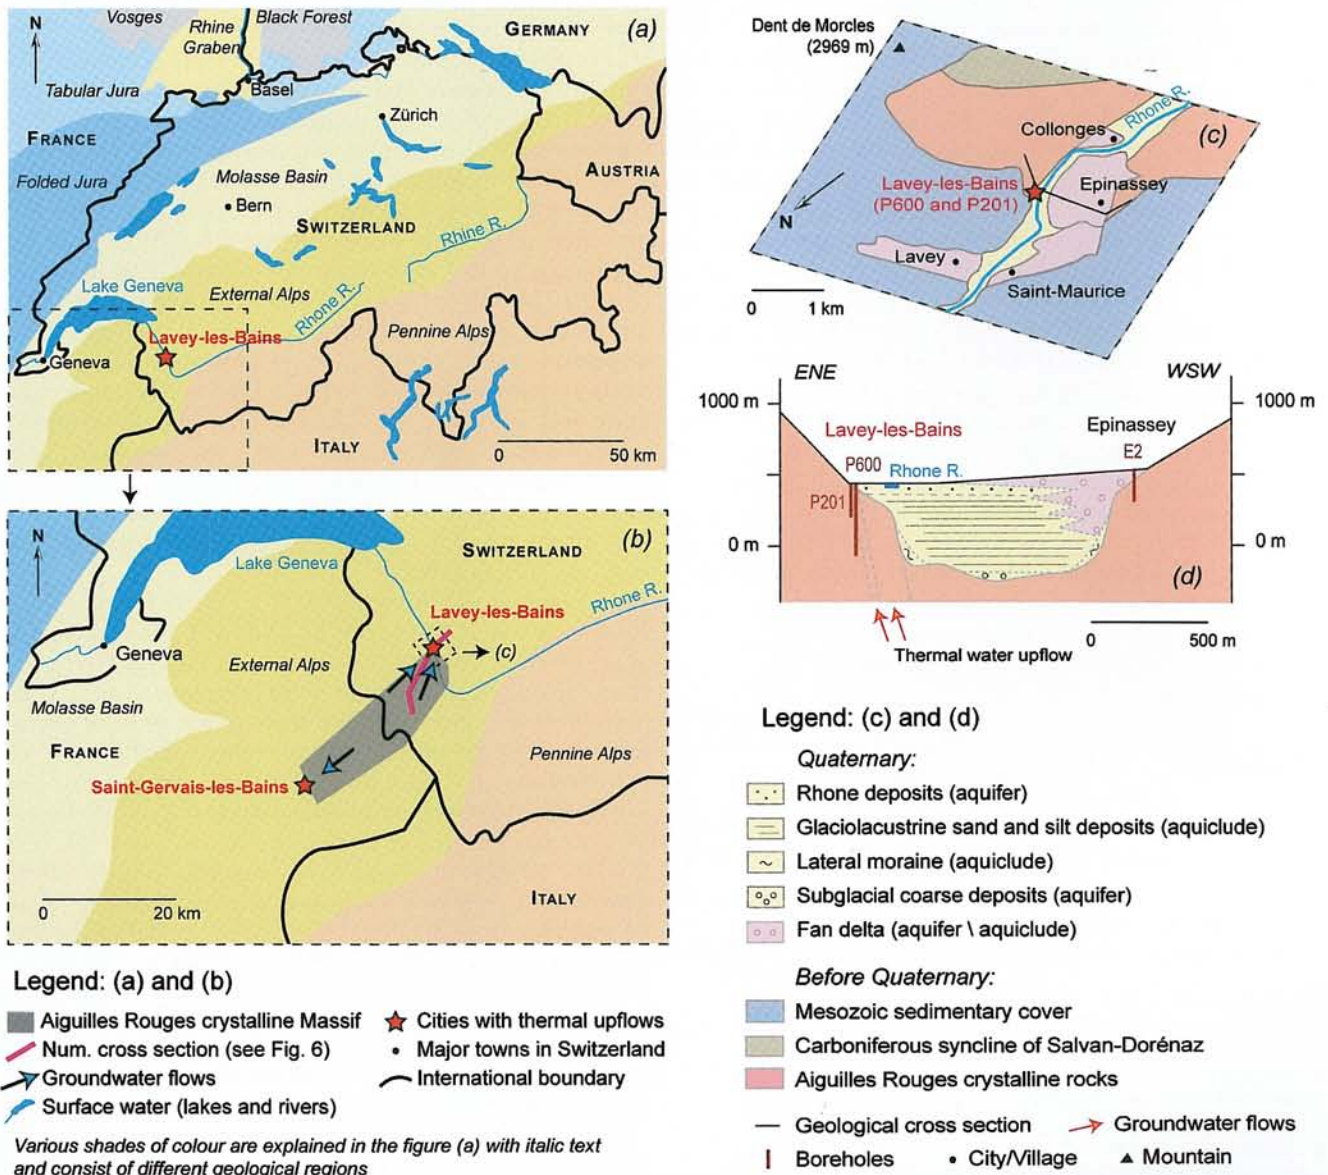 N
Vosges
Rhine
Graben
Black Forest
GERMANY
(a)
Tabular Jura
Basel
FRANCE
Zürich
Folded Jura
Molasse Basin
AUSTRIA
Bern
SWITZERLAND
Rhine R.
Lake Geneva
External Alps
Rhone R.
Lavey-les-Bains
Pennine Alps
Geneva
ITALY
0
50 km
N
(b)
SWITZERLAND
Lake Geneva
Rhone R.
Lavey-les-Bains
Geneva
External Alps
(c)
Molasse Basin
FRANCE
Pennine Alps
Saint-Gervais-les-Bains
ITALY
0
20 km
Legend: (a) and (b)
Aiguilles Rouges crystalline Massif
Cities with thermal upflows
Num. cross section (see Fig. 6)
Major towns in Switzerland
Groundwater flows
International boundary
Surface water (lakes and rivers)
Various shades of colour are explained in the figure (a) with italic text
and consist of different geological regions
Dent de Morcles
(2969 m)
Rhone R.
Collonges
(c)
Lavey-les-Bains
(P600 and P201)
Epinassey
N
Lavey
Saint-Maurice
0
1 km
ENE
WSW
1000 m
1000 m
Lavey-les-Bains
Epinassey
P600
Rhone R.
E2
P201
0 m
0 m
(d)
0
500 m
Thermal water upflow
Legend: (c) and (d)
Quaternary:
Rhone deposits (aquifer)
Glaciolacustrine sand and silt deposits (aquiclude)
Lateral moraine (aquiclude)
Subglacial coarse deposits (aquifer)
Fan delta (aquifer \ aquiclude)
Before Quaternary:
Mesozoic sedimentary cover
Carboniferous syncline of Salvan-Dorénaz
Aiguilles Rouges crystalline rocks
Geological cross section
Groundwater flows
Boreholes
City/Village
Mountain